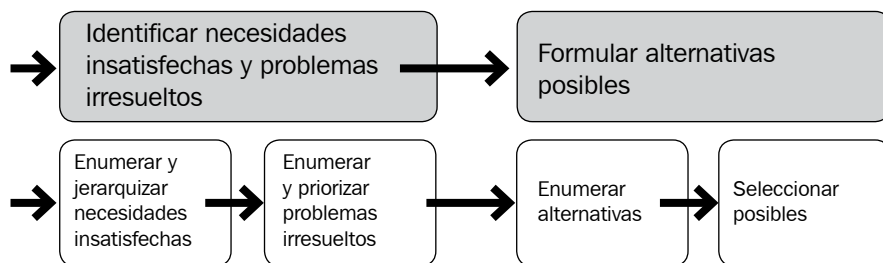 Identificar necesidades
insatisfechas y problemas
irresueltos
Formular alternativas
posibles
Enumerar y
jerarquizar
necesidades
insatisfechas
Enumerar
y priorizar
problemas
irresueltos
Enumerar
alternativas
Seleccionar
posibles